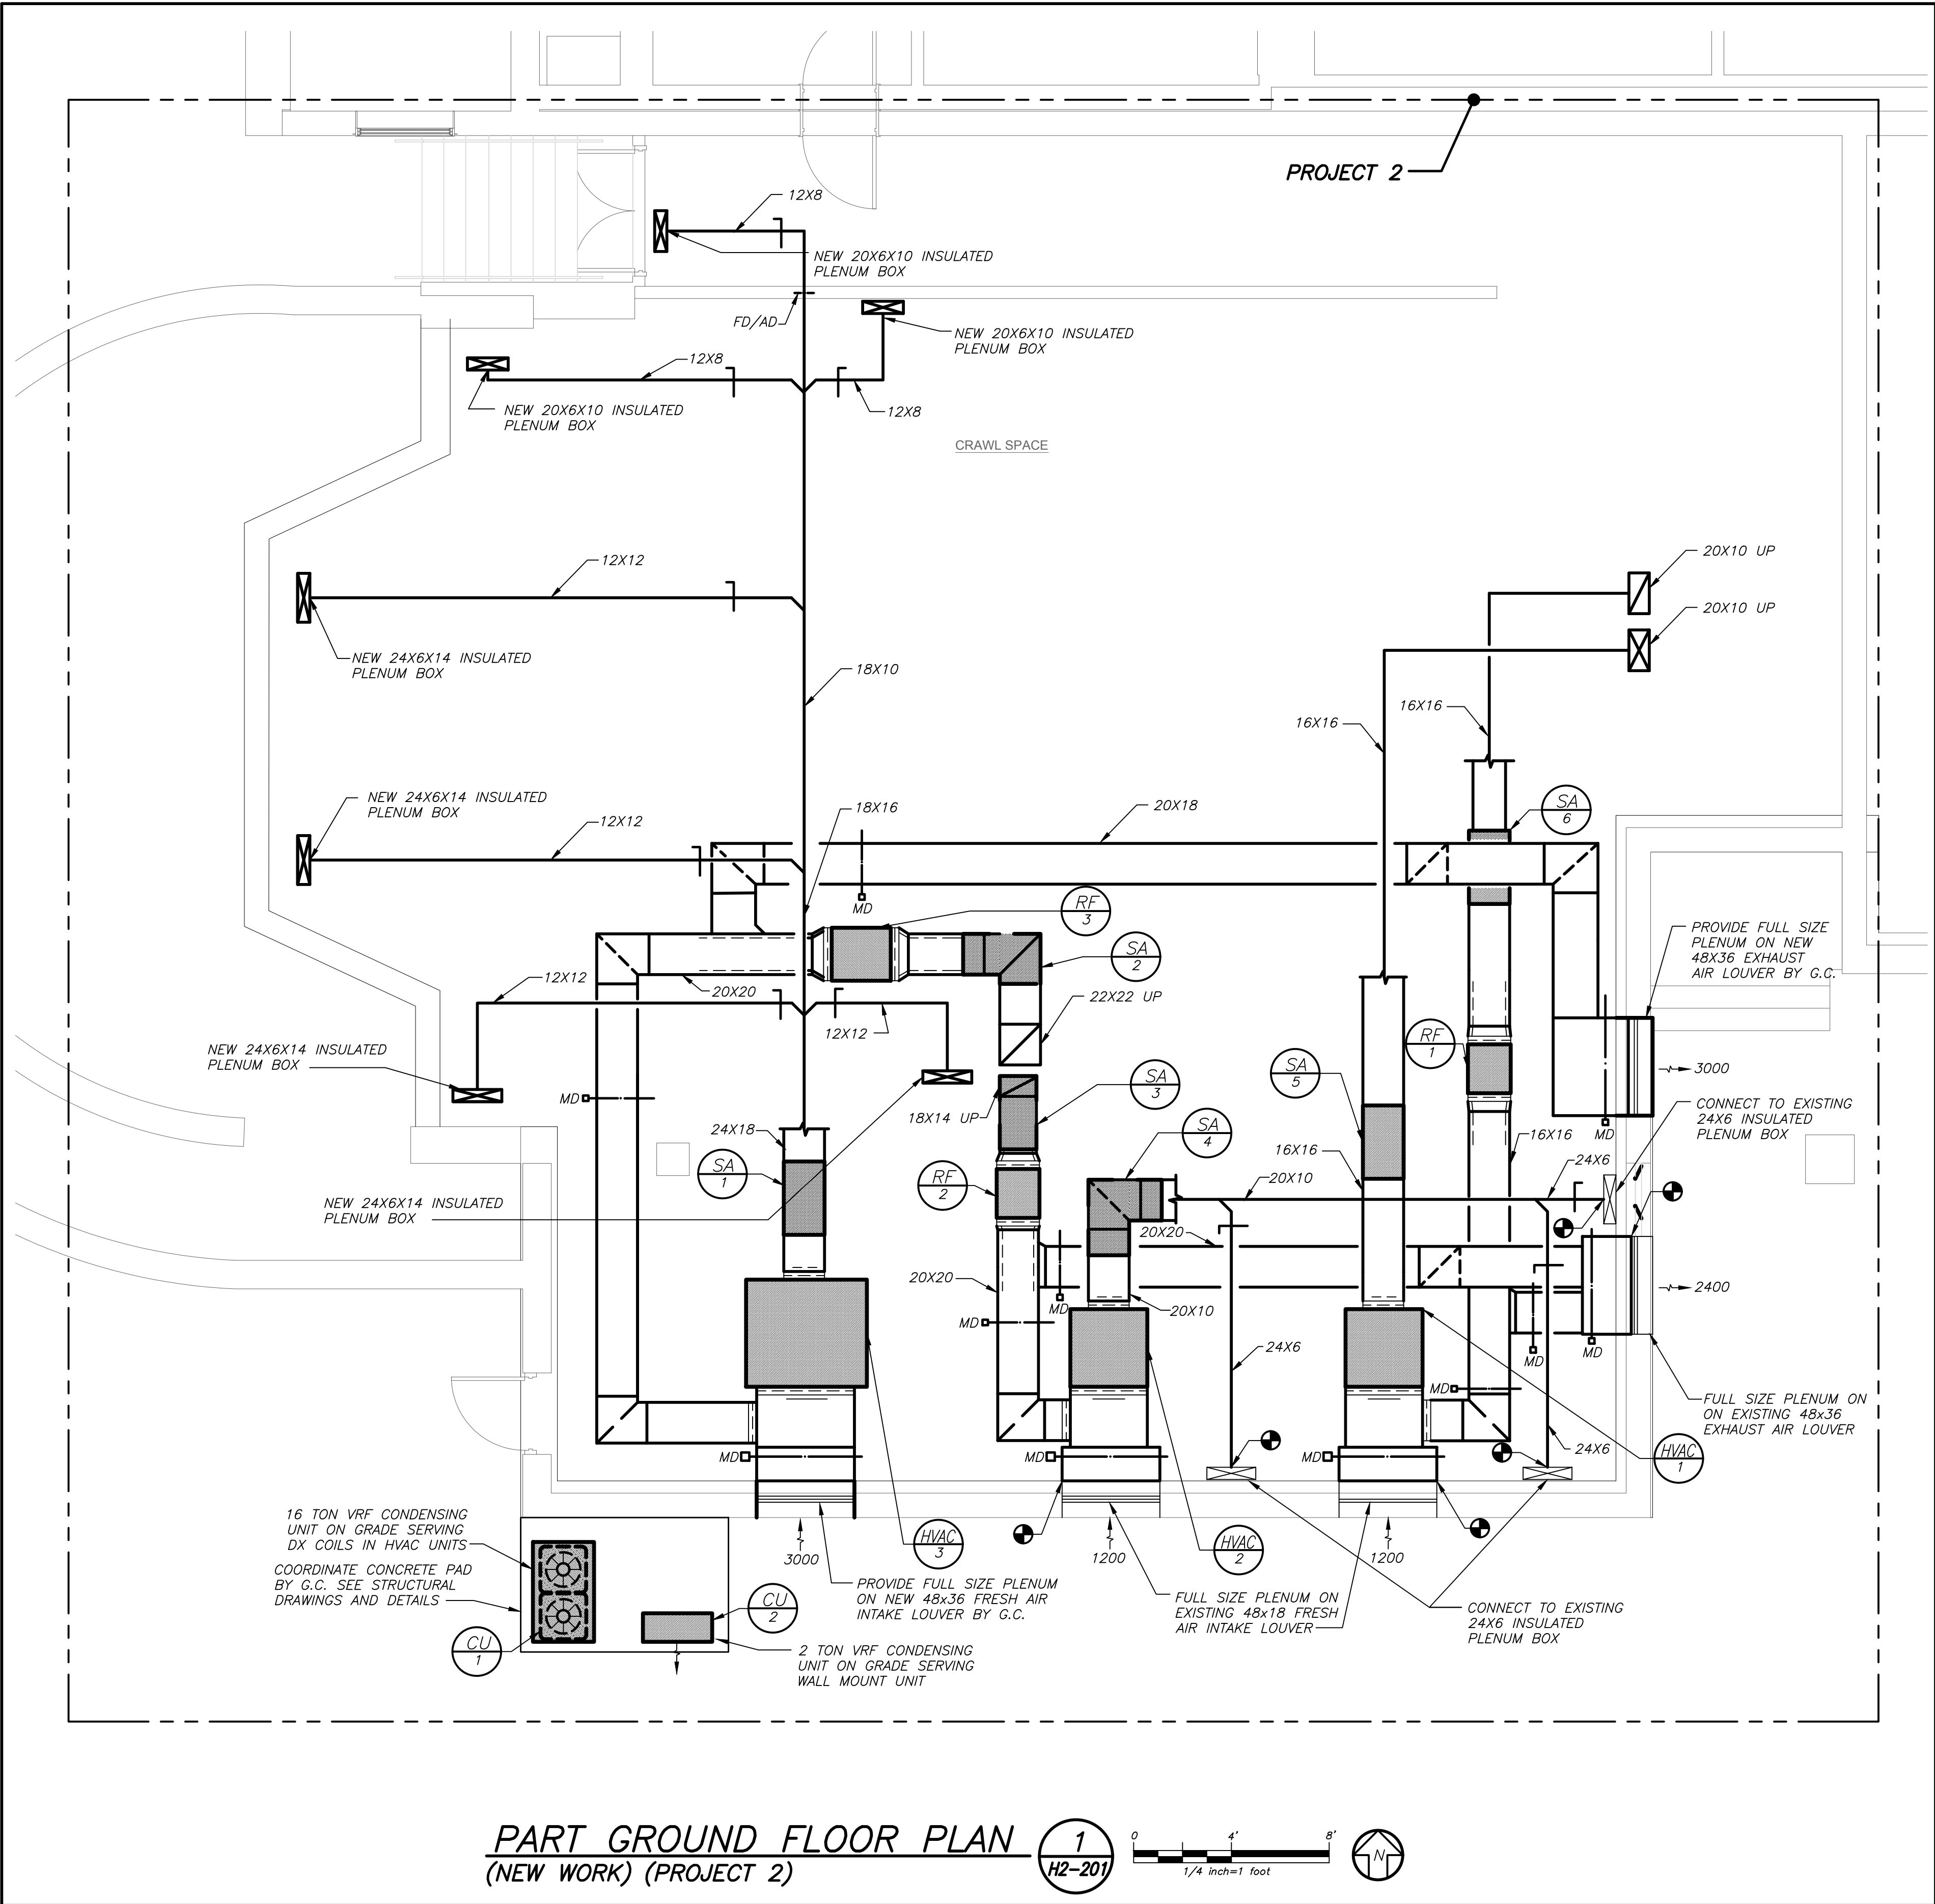 PROJECT 2
12X8
NEW 20X6X10 INSULATED
PLENUM BOX
FD/AD
NEW 20X6X10 INSULATED
PLENUM BOX
12X8
NEW 20X6X10 INSULATED
PLENUM BOX
12X8
CRAWL SPACE
12X12
20X10 UP
20X10 UP
NEW 24X6X14 INSULATED
PLENUM BOX
18X10
16X16
16X16
NEW 24X6X14 INSULATED
PLENUM BOX
12X12
18X16
20X18
SA
6
MD
RF
3
SA
2
PROVIDE FULL SIZE
PLENUM ON NEW
48X36 EXHAUST
AIR LOUVER BY G.C.
12X12
20X20
22X22 UP
12X12
NEW 24X6X14 INSULATED
PLENUM BOX
RF
1
SA
5
SA
3
3000
MD
CONNECT TO EXISTING
24X6 INSULATED
PLENUM BOX
18X14 UP
24X18
SA
4
16X16
16X16
MD
24X6
SA
1
RF
2
20X10
NEW 24X6X14 INSULATED
PLENUM BOX
20X20
20X20
2400
MD
20X10
MD
24X6
MD
MD
MD
FULL SIZE PLENUM ON
ON EXISTING 48x36
EXHAUST AIR LOUVER
24X6
MD
MD
MD
HVAC
1
16 TON VRF CONDENSING
UNIT ON GRADE SERVING
DX COILS IN HVAC UNITS
COORDINATE CONCRETE PAD
BY G.C. SEE STRUCTURAL
DRAWINGS AND DETAILS
3000
HVAC
3
1200
HVAC
2
1200
PROVIDE FULL SIZE PLENUM
ON NEW 48x36 FRESH AIR
INTAKE LOUVER BY G.C.
FULL SIZE PLENUM ON
EXISTING 48x18 FRESH
AIR INTAKE LOUVER
CONNECT TO EXISTING
24X6 INSULATED
PLENUM BOX
CU
2
CU
1
2 TON VRF CONDENSING
UNIT ON GRADE SERVING
WALL MOUNT UNIT
PART GROUND FLOOR PLAN
(NEW WORK) (PROJECT 2)
1
H2-201
0 4' 8'
1/4 inch=1 foot
N